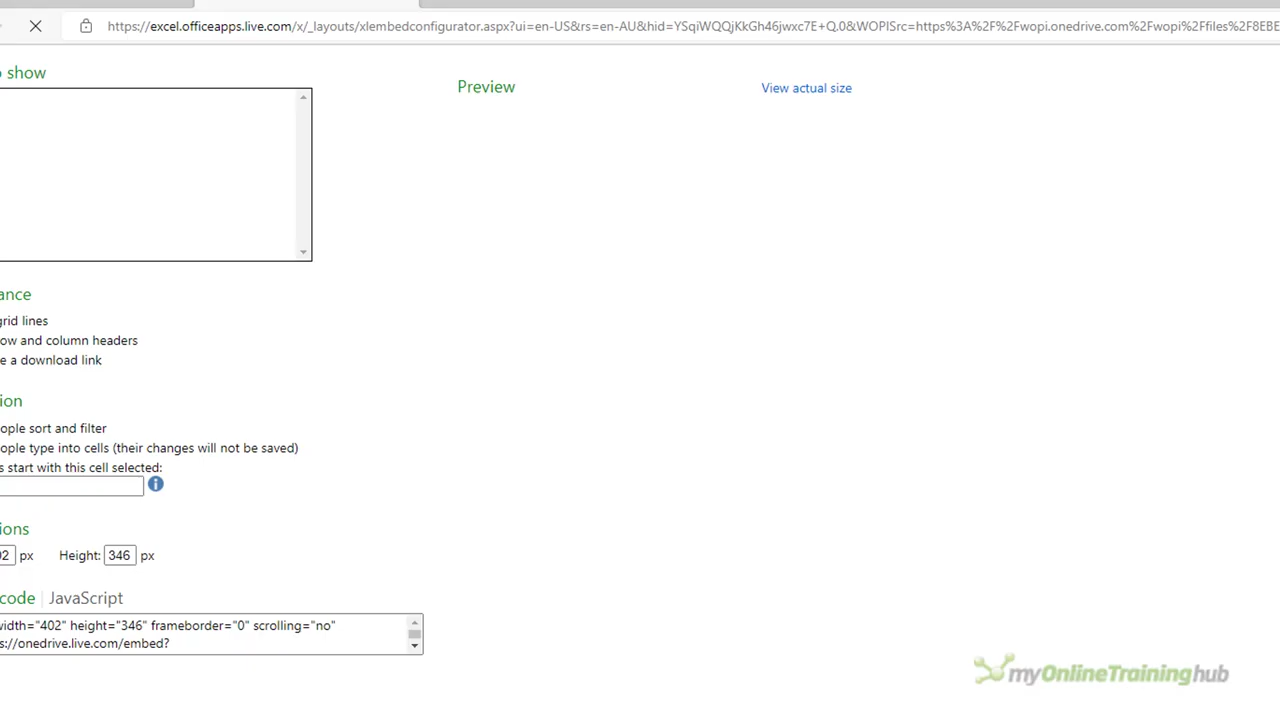 https://excel.officeapps.live.com/x/_layouts/xlembedconfigurator.aspx?ui=en-US&rs=en-AU&hid=YSqiWQQjKkGh46jwxc7E+Q.0&WOPISrc=https%3A%2F%2Fwopi.onedrive.com%2Fwopi%2Ffiles%2F8EBE
o show
Preview
View actual size
ance
grid lines
ow and column headers
e a download link
ion
ople sort and filter
ople type into cells (their changes will not be saved)
s start with this cell selected:
ions
02 px Height: 346 px
code JavaScript
width="402" height="346" frameborder="0" scrolling="no"
s://onedrive.live.com/embed?
myOnlineTraininghub